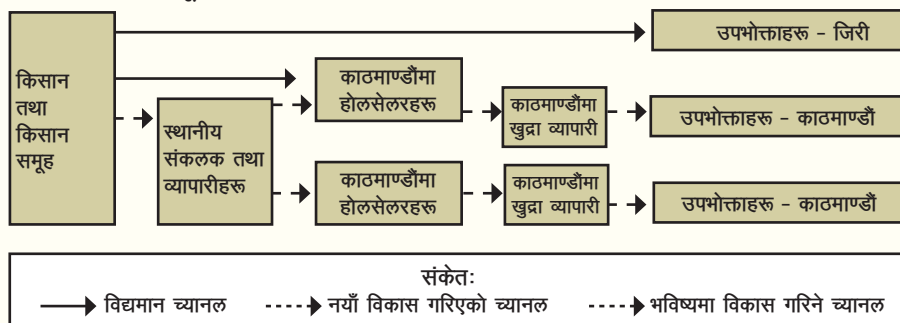 उपभोक्ताहरू - जिरी
किसान
तथा
किसान
समूह
काठमाण्डौंमा
होलसेलरहरू
स्थानीय
संकलक तथा
व्यापारीहरू
काठमाण्डौंमा
खुद्रा व्यापारी
उपभोक्ताहरू - काठमाण्डौं
काठमाण्डौंमा
होलसेलरहरू
काठमाण्डौंमा
खुद्रा व्यापारी
उपभोक्ताहरू - काठमाण्डौं
संकेतः
विद्यमान च्यानल
नयाँ विकास गरिएको च्यानल
भविष्यमा विकास गरिने च्यानल